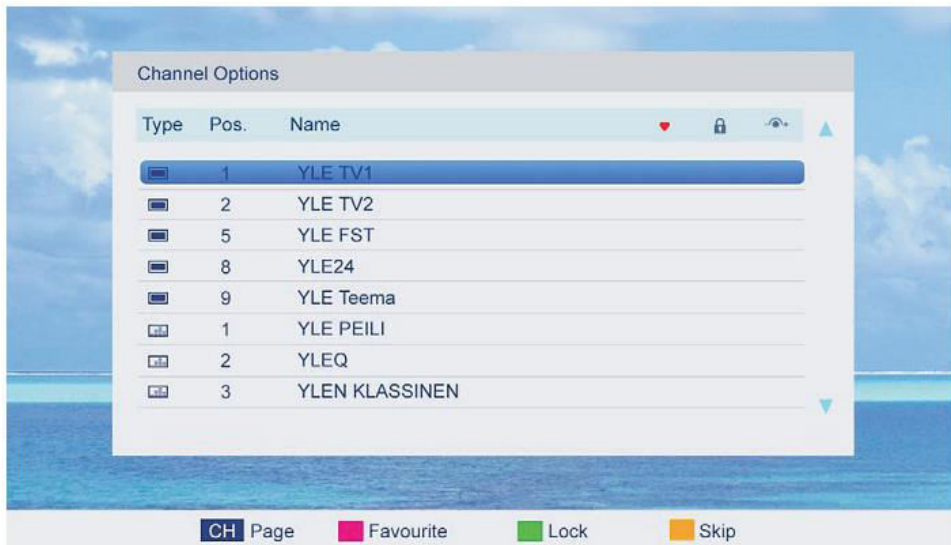 Channel Options
Type Pos. Name
1 YLE TV1
2 YLE TV2
5 YLE FST
8 YLE24
9 YLE Teema
1 YLE PEILI
2 YLEQ
3 YLEN KLASSINEN
CH Page Favourite Lock Skip